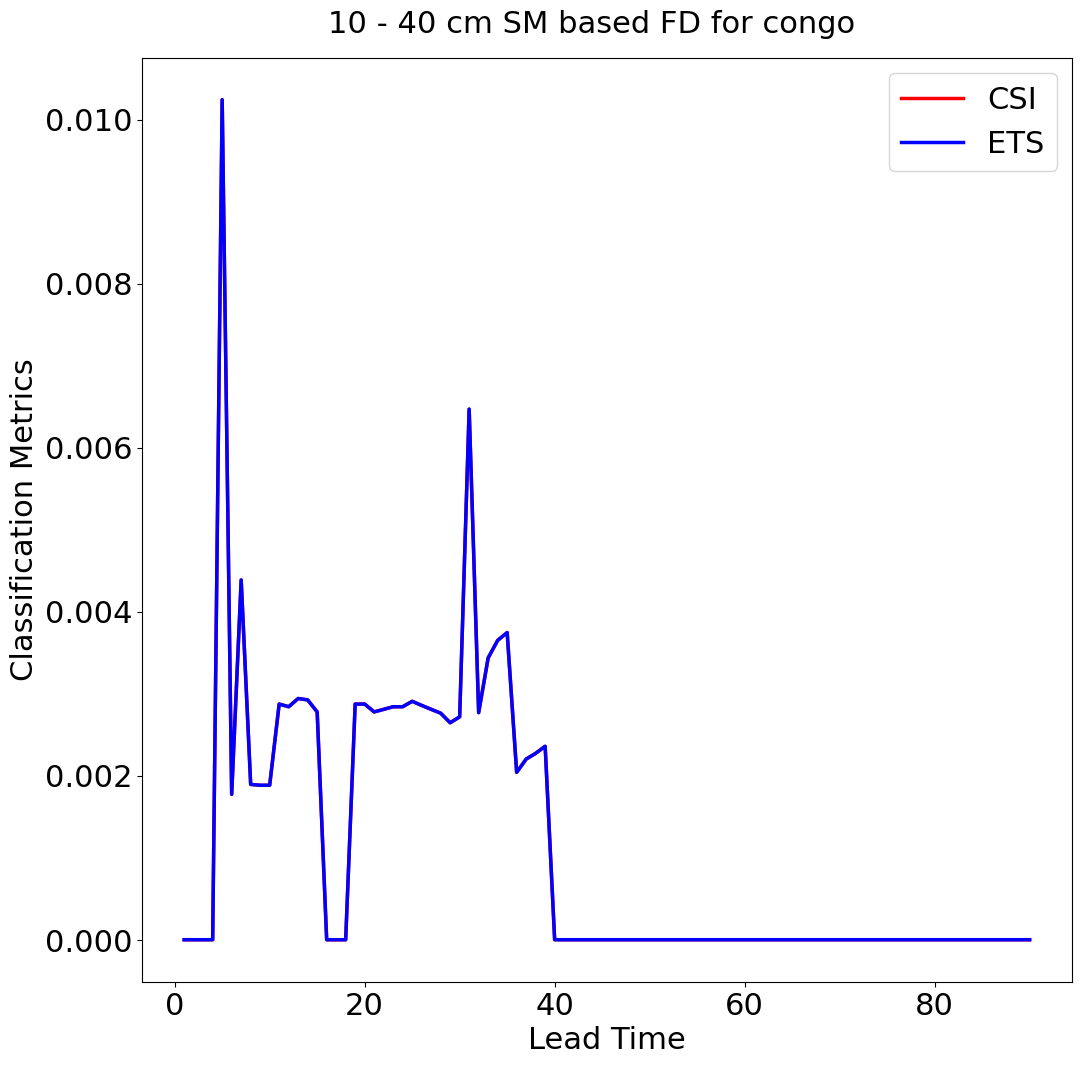 10 - 40 cm SM based FD for congo
CSI
ETS
Classification Metrics
0.010
0.008
0.006
0.004
0.002
0.000
0 20 40 60 80
Lead Time